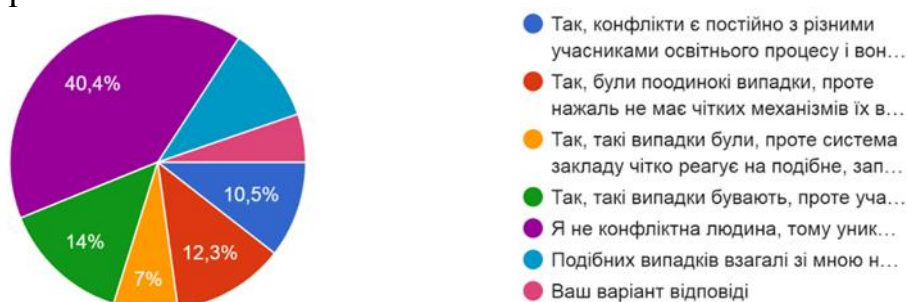 40,4%
14%
7%
12,3%
10,5%
Так, конфлікти є постійно з різними
учасниками освітнього процесу і вон…
Так, були поодинокі випадки, проте
нажаль не має чітких механізмів їх в…
Так, такі випадки були, проте система
закладу чітко реагує на подібне, зап…
Так, такі випадки бувають, проте уча…
Я не конфліктна людина, тому уник…
Подібних випадків взагалі зі мною н…
Ваш варіант відповіді